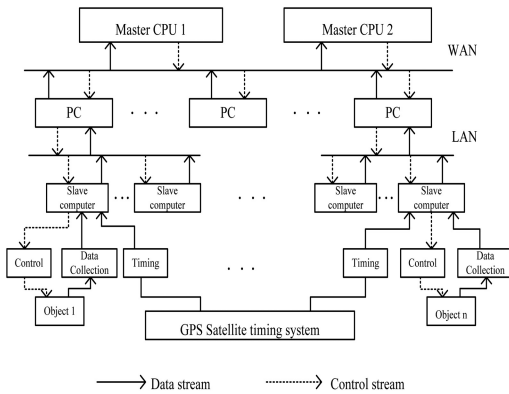 Master CPU 1
Master CPU 2
WAN
PC
PC
PC
LAN
Slave
computer
Slave
computer
Slave
computer
Slave
computer
Control
Data
Collection
Timing
Timing
Control
Data
Collection
Object 1
GPS Satellite timing system
Object n
Data stream
Control stream